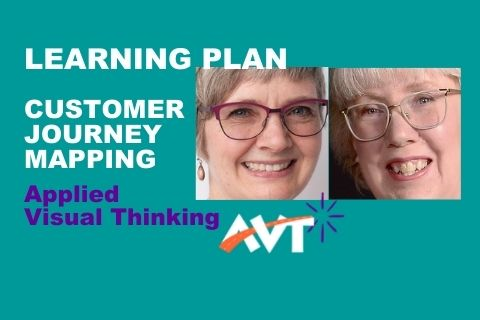 LEARNING PLAN
CUSTOMER
JOURNEY
MAPPING
Applied
Visual Thinking
AVT